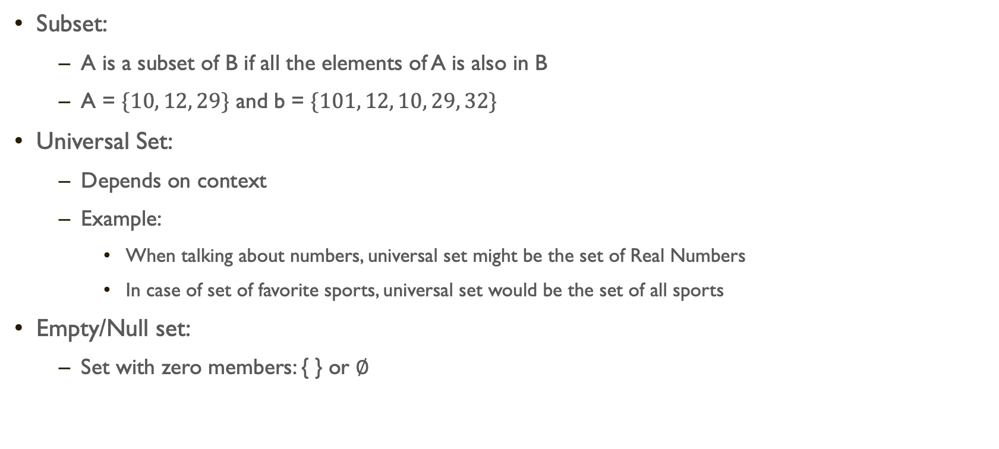 • Subset:
– A is a subset of B if all the elements of A is also in B
– A = {10, 12, 29} and b = {101, 12, 10, 29, 32}
• Universal Set:
– Depends on context
– Example:
• When talking about numbers, universal set might be the set of Real Numbers
• In case of set of favorite sports, universal set would be the set of all sports
• Empty/Null set:
– Set with zero members: { } or ∅